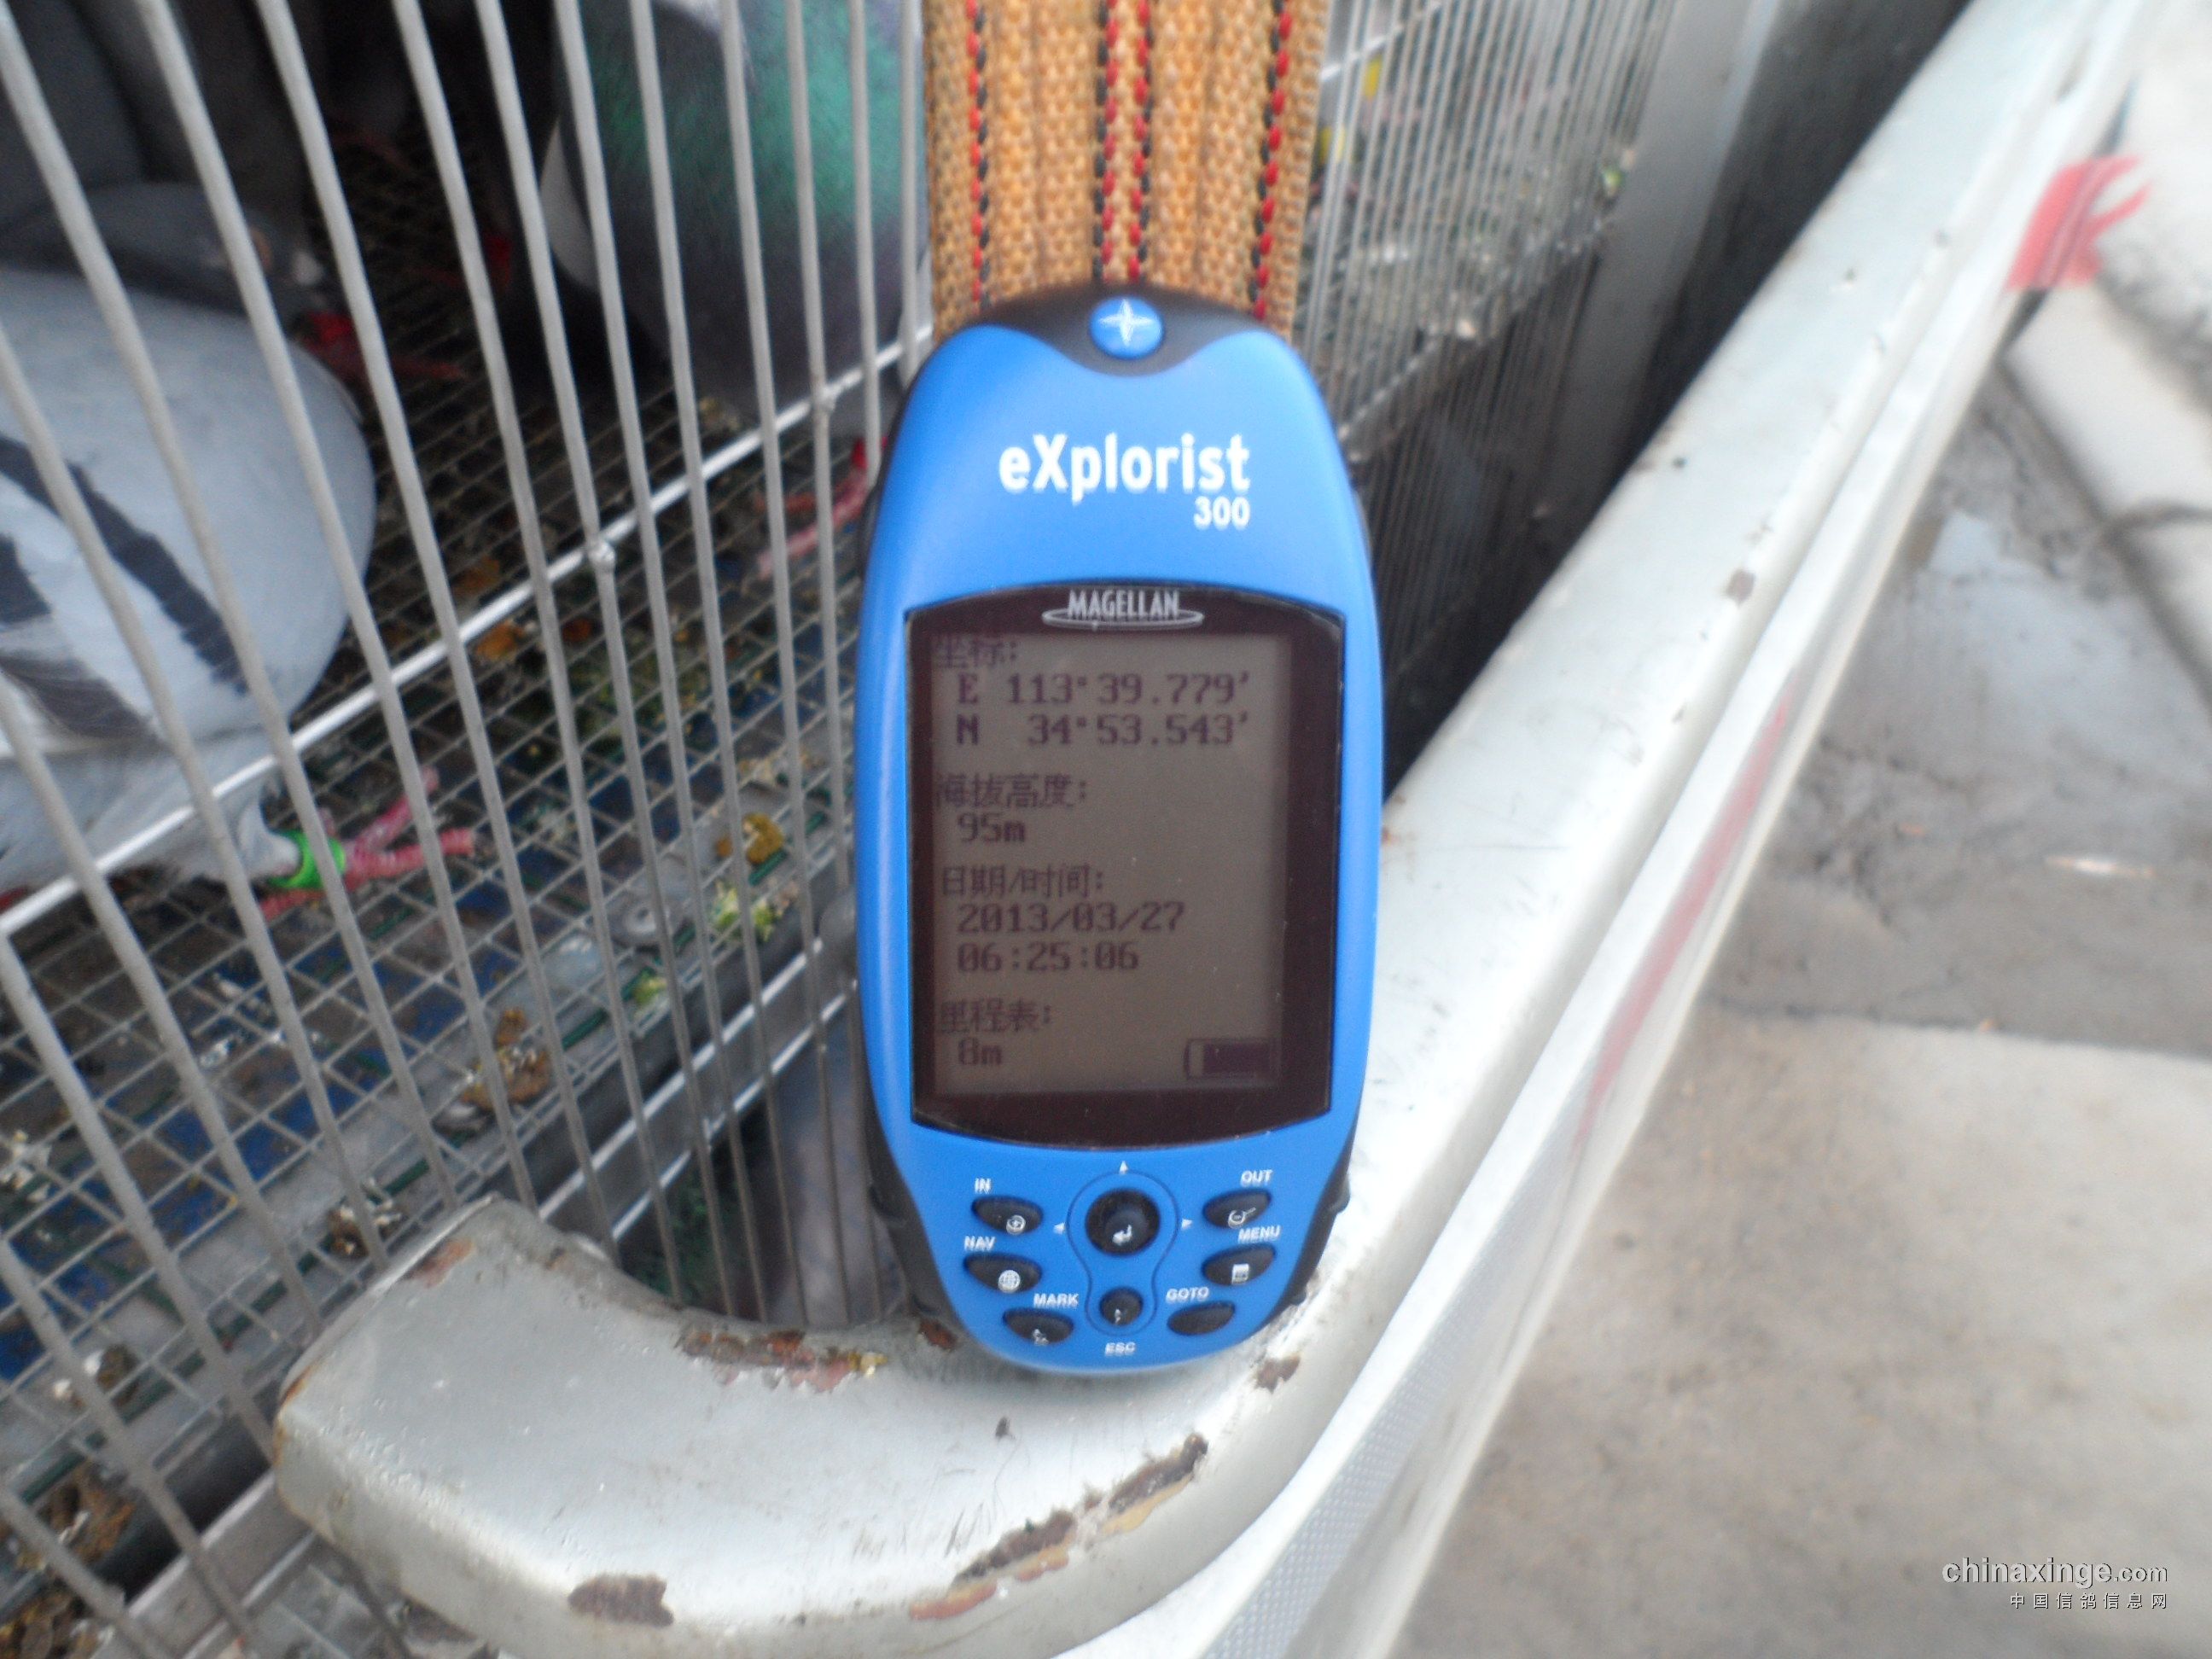 eXplorist
300
MAGELLAN
坐标:
E 113°39.779'
N 34°53.543'
海拔高度:
95m
日期/时间:
2013/03/27
06:25:06
里程表:
8m
IN
OUT
NAV
MENU
MARK
GOTO
ESC
chinaxinge.com
中国信鸽信息网